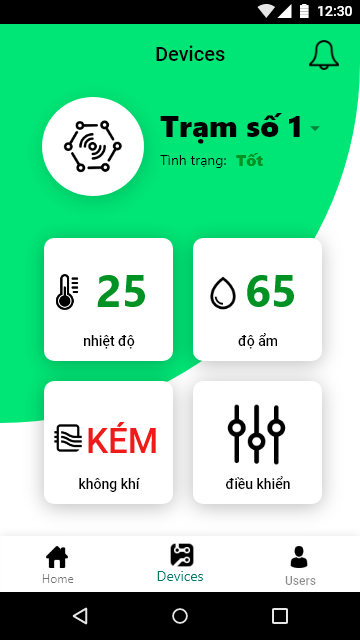 12:30
Devices
Trạm số 1
Tình trạng: Tốt
25
nhiệt độ
65
độ ẩm
KÉM
không khí
điều khiển
Home
Devices
Users